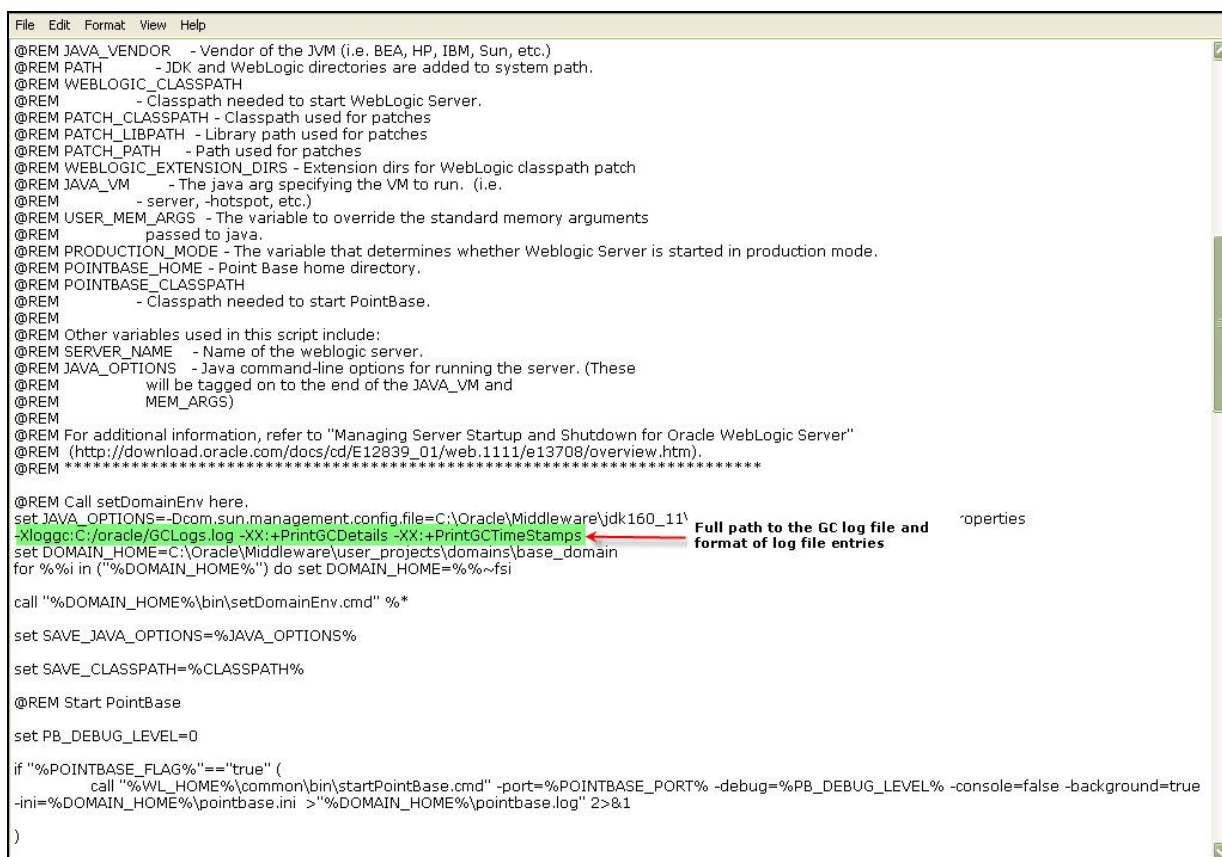 File Edit Format View Help
@REM JAVA_VENDOR - Vendor of the JVM (i.e. BEA, HP, IBM, Sun, etc.)
@REM PATH - JDK and WebLogic directories are added to system path.
@REM WEBLOGIC_CLASSPATH
@REM - Classpath needed to start WebLogic Server.
@REM PATCH_CLASSPATH - Classpath used for patches
@REM PATCH_LIBPATH - Library path used for patches
@REM PATCH_PATH - Path used for patches
@REM WEBLOGIC_EXTENSION_DIRS - Extension dirs for WebLogic classpath patch
@REM JAVA_VM - The java arg specifying the VM to run. (i.e.
@REM - server, -hotspot, etc.)
@REM USER_MEM_ARGS - The variable to override the standard memory arguments
@REM passed to java.
@REM PRODUCTION_MODE - The variable that determines whether Weblogic Server is started in production mode.
@REM POINTBASE_HOME - Point Base home directory.
@REM POINTBASE_CLASSPATH
@REM - Classpath needed to start PointBase.
@REM
@REM Other variables used in this script include:
@REM SERVER_NAME - Name of the weblogic server.
@REM JAVA_OPTIONS - Java command-line options for running the server. (These
@REM will be tagged on to the end of the JAVA_VM and
@REM MEM_ARGS)
@REM
@REM For additional information, refer to "Managing Server Startup and Shutdown for Oracle WebLogic Server"
@REM (http://download.oracle.com/docs/cd/E12839_01/web.1111/e13708/overview.htm).
@REM *************************************************************************
@REM Call setDomainEnv here.
set JAVA_OPTIONS=-Dcom.sun.management.config.file=C:\Oracle\Middleware\jdk160_11\ roperties
-Xloggc:C:/oracle/GCLogs.log -XX:+PrintGCDetails -XX:+PrintGCTimeStamps
Full path to the GC log file and
format of log file entries
set DOMAIN_HOME=C:\Oracle\Middleware\user_projects\domains\base_domain
for %%i in ("%DOMAIN_HOME%") do set DOMAIN_HOME=%%~fsi
call "%DOMAIN_HOME%\bin\setDomainEnv.cmd" %*
set SAVE_JAVA_OPTIONS=%JAVA_OPTIONS%
set SAVE_CLASSPATH=%CLASSPATH%
@REM Start PointBase
set PB_DEBUG_LEVEL=0
if "%POINTBASE_FLAG%"=="true" (
call "%WL_HOME%\common\bin\startPointBase.cmd" -port=%POINTBASE_PORT% -debug=%PB_DEBUG_LEVEL% -console=false -background=true
-ini=%DOMAIN_HOME%\pointbase.ini >"%DOMAIN_HOME%\pointbase.log" 2>&1
)